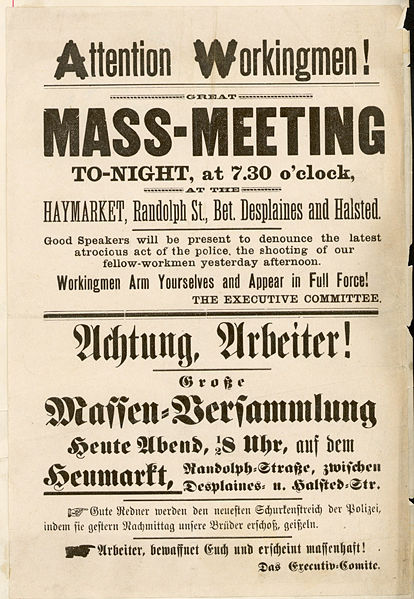 Attention Workingmen!
GREAT
MASS-MEETING
TO-NIGHT, at 7.30 o'clock,
AT THE
HAYMARKET, Randolph St., Bet. Desplaines and Halsted.
Good Speakers will be present to denounce the latest
atrocious act of the police, the shooting of our
fellow-workmen yesterday afternoon.
Workingmen Arm Yourselves and Appear in Full Force!
THE EXECUTIVE COMMITTEE.
Achtung, Arbeiter!
Große
Massen-Versammlung
Heute Abend, ½8 Uhr, auf dem
Heumarkt, Randolph-Straße, zwischen
Desplaines- u. Halsted-Str.
☞ Gute Redner werden den neuesten Schurkenstreich der Polizei,
indem sie gestern Nachmittag unsere Brüder erschoß, geißeln.
☛ Arbeiter, bewaffnet Euch und erscheint massenhaft!
Das Executiv-Comite.